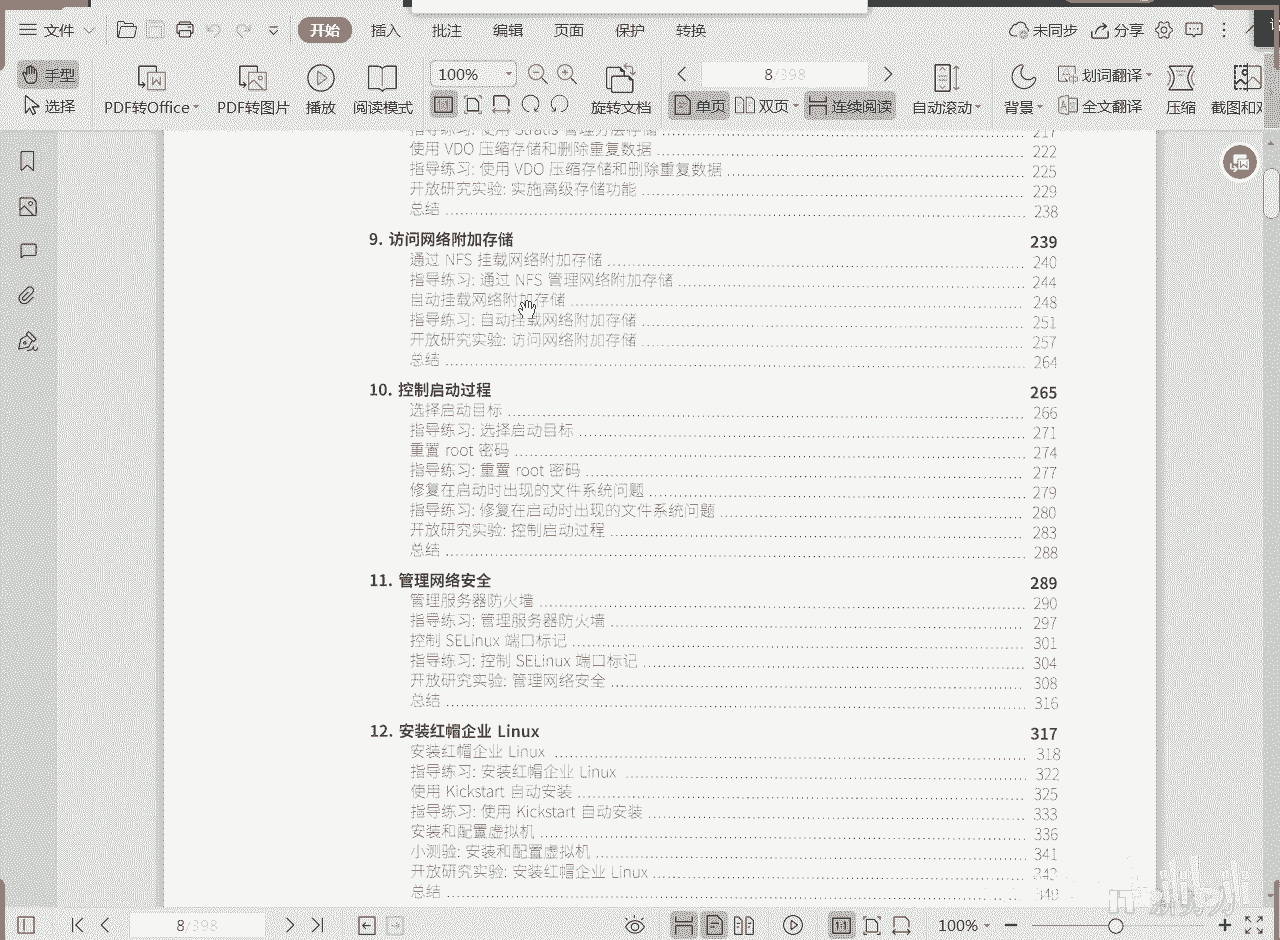 文件 开始 插入 批注 编辑 页面 保护 转换 未同步 分享
手型 100% 8/398 单页 双页 连续阅读 划词翻译
选择 PDF转Office PDF转图片 播放 阅读模式 旋转文档 自动滚动 背景 全文翻译 压缩 截图和对
指导练习: 使用 Stratis 管理分层存储 217
使用 VDO 压缩存储和删除重复数据 222
指导练习: 使用 VDO 压缩存储和删除重复数据 225
开放研究实验: 实施高级存储功能 229
总结 238
9. 访问网络附加存储 239
通过 NFS 挂载网络附加存储 240
指导练习: 通过 NFS 管理网络附加存储 244
自动挂载网络附加存储 248
指导练习: 自动挂载网络附加存储 251
开放研究实验: 访问网络附加存储 257
总结 264
10. 控制启动过程 265
选择启动目标 266
指导练习: 选择启动目标 271
重置 root 密码 274
指导练习: 重置 root 密码 277
修复在启动时出现的文件系统问题 279
指导练习: 修复在启动时出现的文件系统问题 280
开放研究实验: 控制启动过程 283
总结 288
11. 管理网络安全 289
管理服务器防火墙 290
指导练习: 管理服务器防火墙 297
控制 SELinux 端口标记 301
指导练习: 控制 SELinux 端口标记 304
开放研究实验: 管理网络安全 308
总结 316
12. 安装红帽企业 Linux 317
安装红帽企业 Linux 318
指导练习: 安装红帽企业 Linux 322
使用 Kickstart 自动安装 325
指导练习: 使用 Kickstart 自动安装 333
安装和配置虚拟机 336
小测验: 安装和配置虚拟机 341
开放研究实验: 安装红帽企业 Linux
总结
8/398 100%